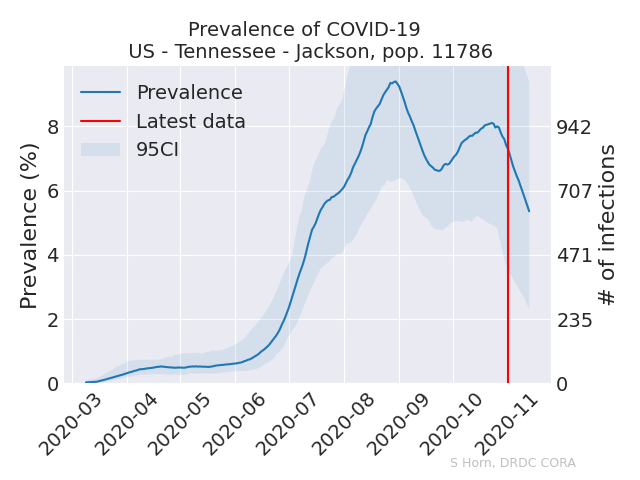 Prevalence of COVID-19
US - Tennessee - Jackson, pop. 11786
Prevalence
Latest data
95CI
Prevalence (%)
8
6
4
2
0
942
707
471
235
0
# of infections
2020-03
2020-04
2020-05
2020-06
2020-07
2020-08
2020-09
2020-10
2020-11
S Horn, DRDC CORA